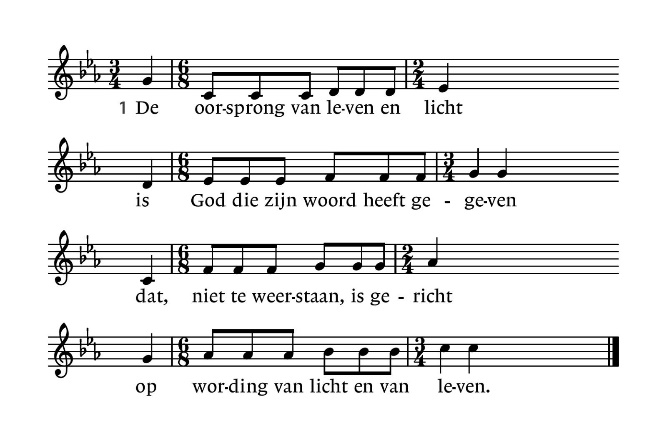 1 De oor-sprong van le-ven en licht
is God die zijn woord heeft ge - ge-ven
dat, niet te weer-staan, is ge - richt
op wor-ding van licht en van le-ven.